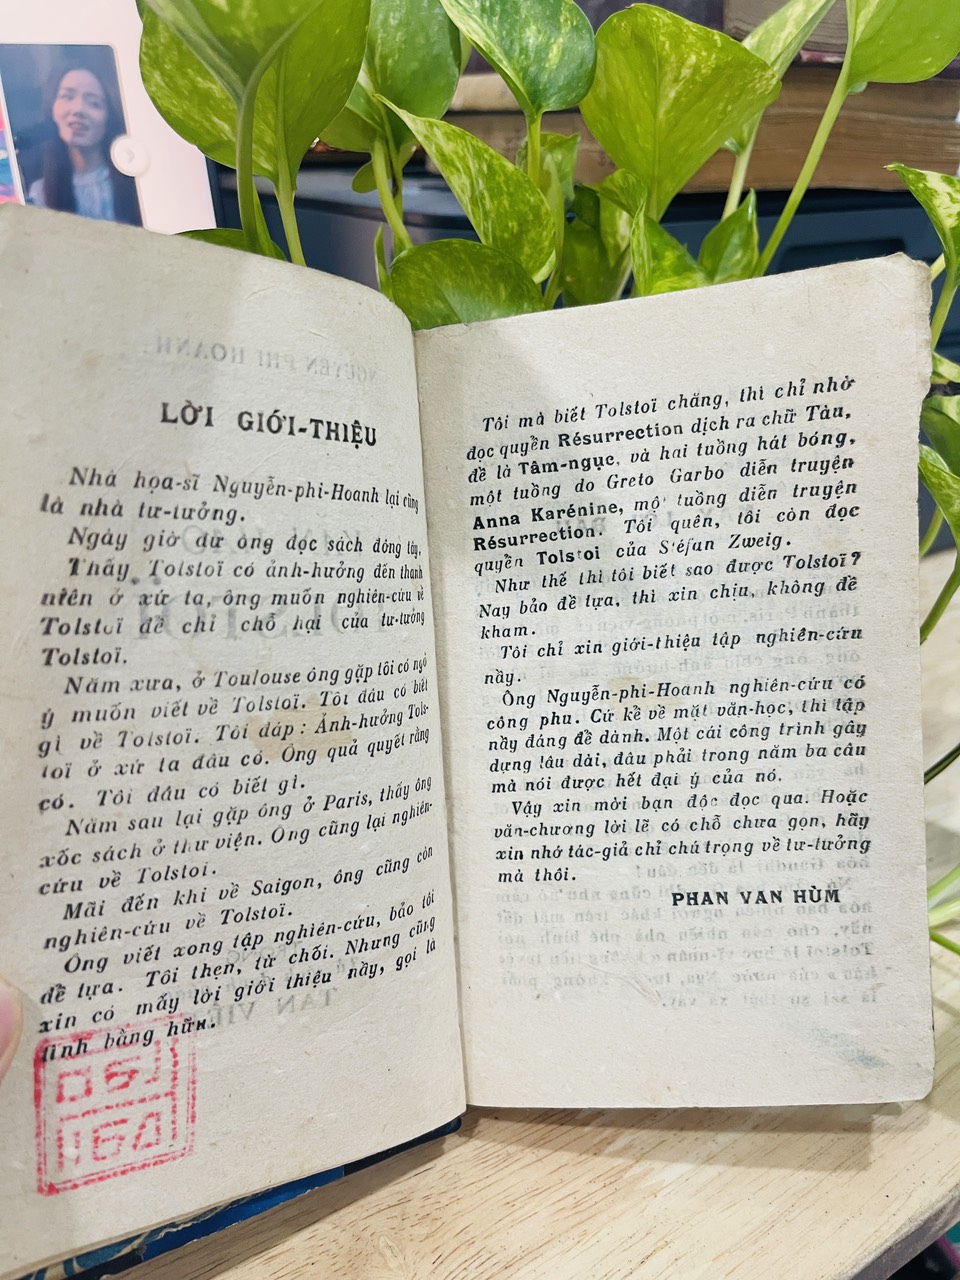 LỜI GIỚI-THIỆU
Nhà họa-sĩ Nguyễn-phi-Hoanh lại cũng
là nhà tư-tưởng.
Ngày giờ dư ông đọc sách đông tây,
Thấy Tolstoï có ảnh-hưởng đến thanh
niên ở xứ ta, ông muốn nghiên-cứu về
Tolstoï để chỉ chỗ hại của tư-tưởng
Tolstoï.
Năm xưa, ở Toulouse ông gặp tôi có ngỏ
ý muốn viết về Tolstoï. Tôi đâu có biết
gì về Tolstoï. Tôi đáp : Ảnh-hưởng Tols-
toï ở xứ ta đâu có. Ông quả quyết rằng
có. Tôi đâu có biết gì.
Năm sau lại gặp ông ở Paris, thấy ông
xốc sách ở thư viện. Ông cũng lại nghiên-
cứu về Tolstoi.
Mãi đến khi về Saigon, ông cũng còn
nghiên-cứu về Tolstoï.
Ông viết xong tập nghiên-cứu, bảo tôi
đề tựa. Tôi thẹn, từ chối. Nhưng cũng
xin có mấy lời giới thiệu nầy, gọi là
tình bằng hữu.
Tôi mà biết Tolstoï chăng, thì chỉ nhờ
đọc quyển Résurrection dịch ra chữ Tàu,
đề là Tâm-ngục, và hai tuồng hát bóng,
một tuồng do Greto Garbo diễn truyện
Anna Karénine, một tuồng diễn truyện
Résurrection. Tôi quên, tôi còn đọc
quyển Tolstoi của Stéfan Zweig.
Như thế thì tôi biết sao được Tolstoï?
Nay bảo đề tựa, thì xin chịu, không đề
kham.
Tôi chỉ xin giới-thiệu tập nghiên-cứu
nầy.
Ông Nguyễn-phi-Hoanh nghiên-cứu có
công phu. Cứ kể về mặt văn-học, thì tập
nầy đáng để dành. Một cái công trình gầy
dựng lâu dài, đâu phải trong năm ba câu
mà nói được hết đại ý của nó.
Vậy xin mời bạn độc đọc qua. Hoặc
văn-chương lời lẽ có chỗ chưa gọn, hãy
xin nhớ tác-giả chỉ chú trọng về tư-tưởng
mà thôi.
PHAN VAN HÙM